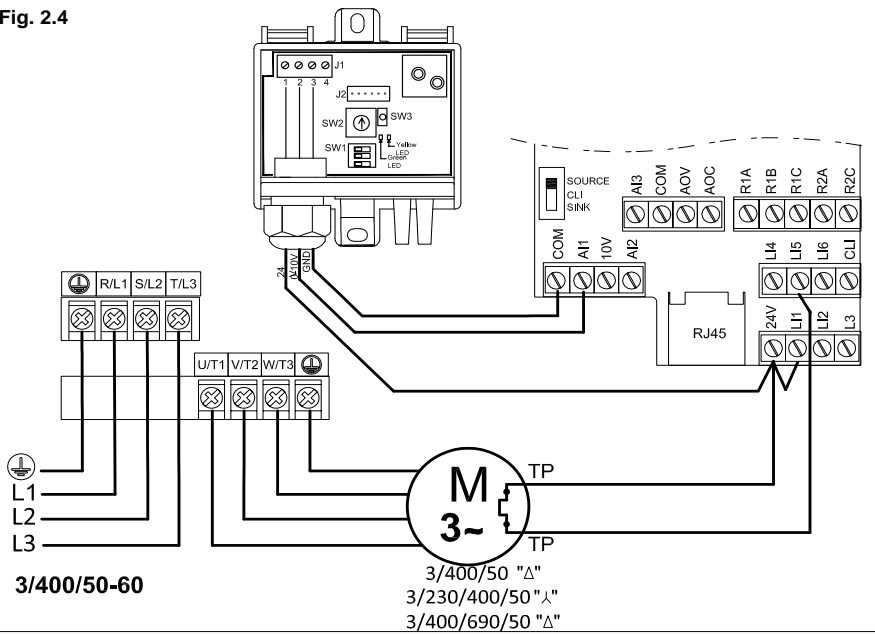 Fig. 2.4
J1
1 2 3 4
J2
SW2
SW3
SW1
Yellow
LED
Green
LED
24
0-10V
GND
SOURCE
CLI
SINK
AI3 COM AOV AOC
R1A R1B R1C R2A R2C
COM AI1 10V AI2
LI4 LI5 LI6 CLI
RJ45
24V LI1 LI2 L3
R/L1 S/L2 T/L3
U/T1 V/T2 W/T3
L1
L2
L3
M
3~
TP
TP
3/400/50-60
3/400/50 "Δ"
3/230/400/50"⅄"
3/400/690/50 "Δ"